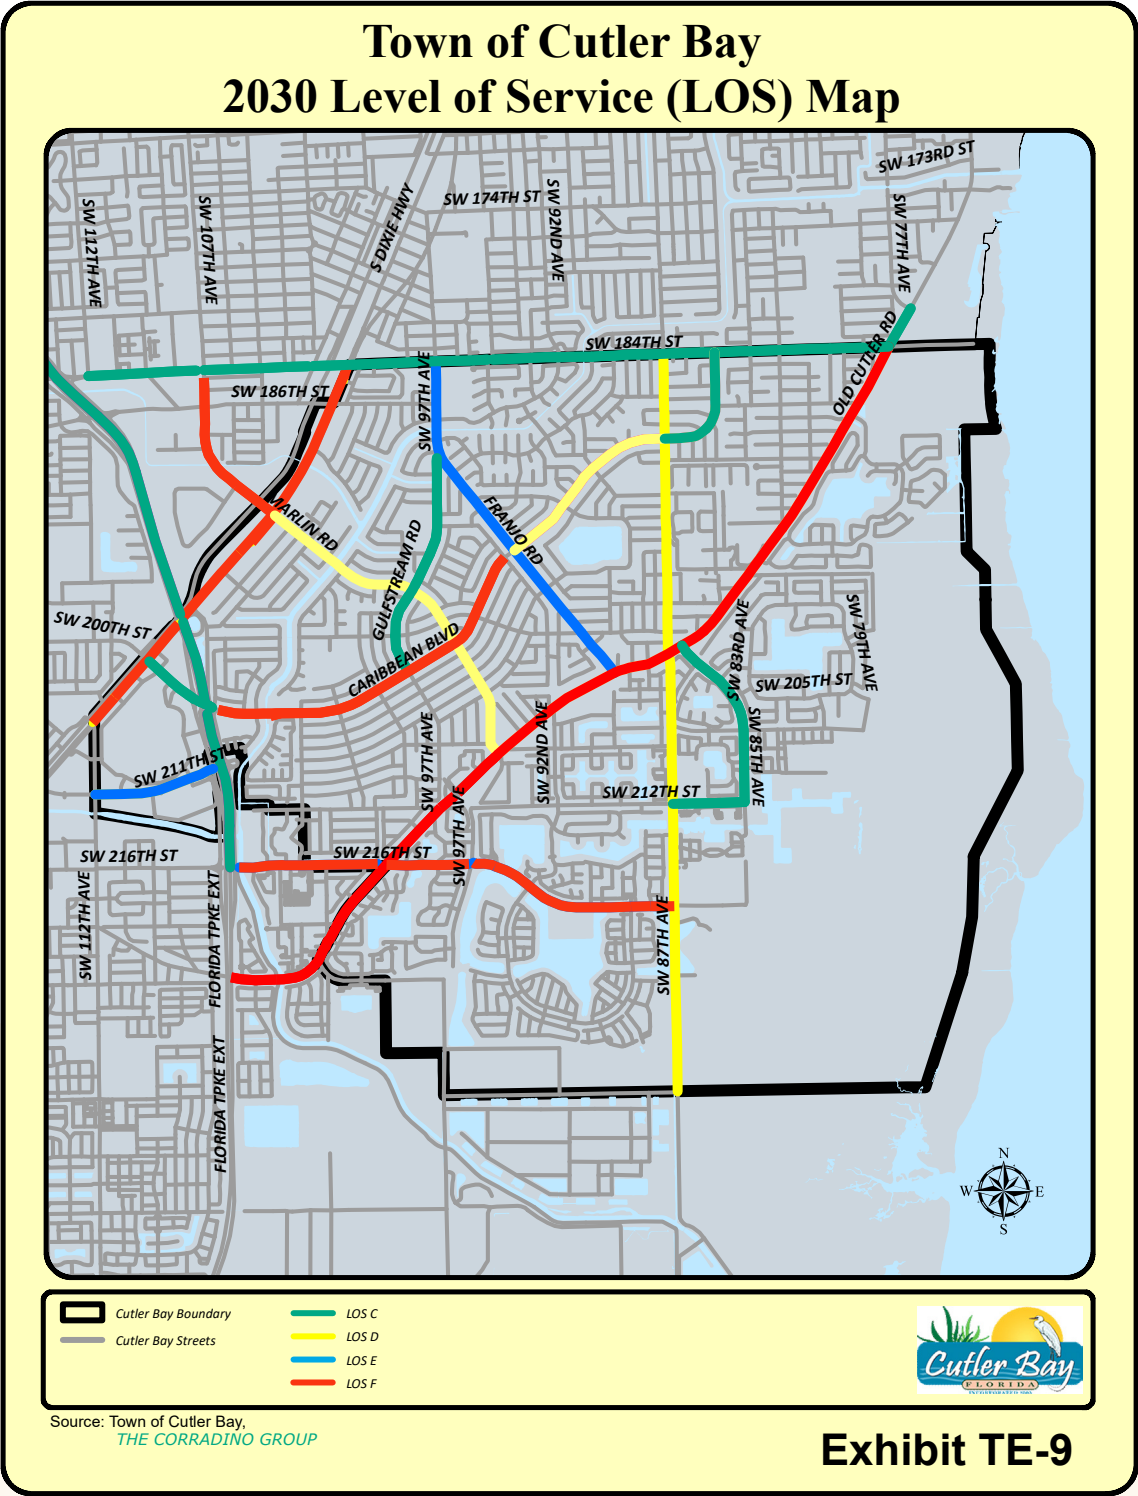 Town of Cutler Bay
2030 Level of Service (LOS) Map
SW 173RD ST
SW 174TH ST
SW 112TH AVE
SW 107TH AVE
S DIXIE HWY
SW 92ND AVE
SW 77TH AVE
SW 184TH ST
OLD CUTLER RD
SW 186TH ST
SW 97TH AVE
MARLIN RD
FRANJO RD
GULFSTREAM RD
SW 200TH ST
CARIBBEAN BLVD
SW 83RD AVE
SW 79TH AVE
SW 205TH ST
SW 211TH ST
SW 97TH AVE
SW 92ND AVE
SW 85TH AVE
SW 212TH ST
SW 97TH AVE
SW 216TH ST
SW 216TH ST
SW 112TH AVE
FLORIDA TPKE EXT
SW 87TH AVE
FLORIDA TPKE EXT
N
W E
S
Cutler Bay Boundary
Cutler Bay Streets
LOS C
LOS D
LOS E
LOS F
Cutler Bay
FLORIDA
INCORPORATED 2005
Source: Town of Cutler Bay,
THE CORRADINO GROUP
Exhibit TE-9